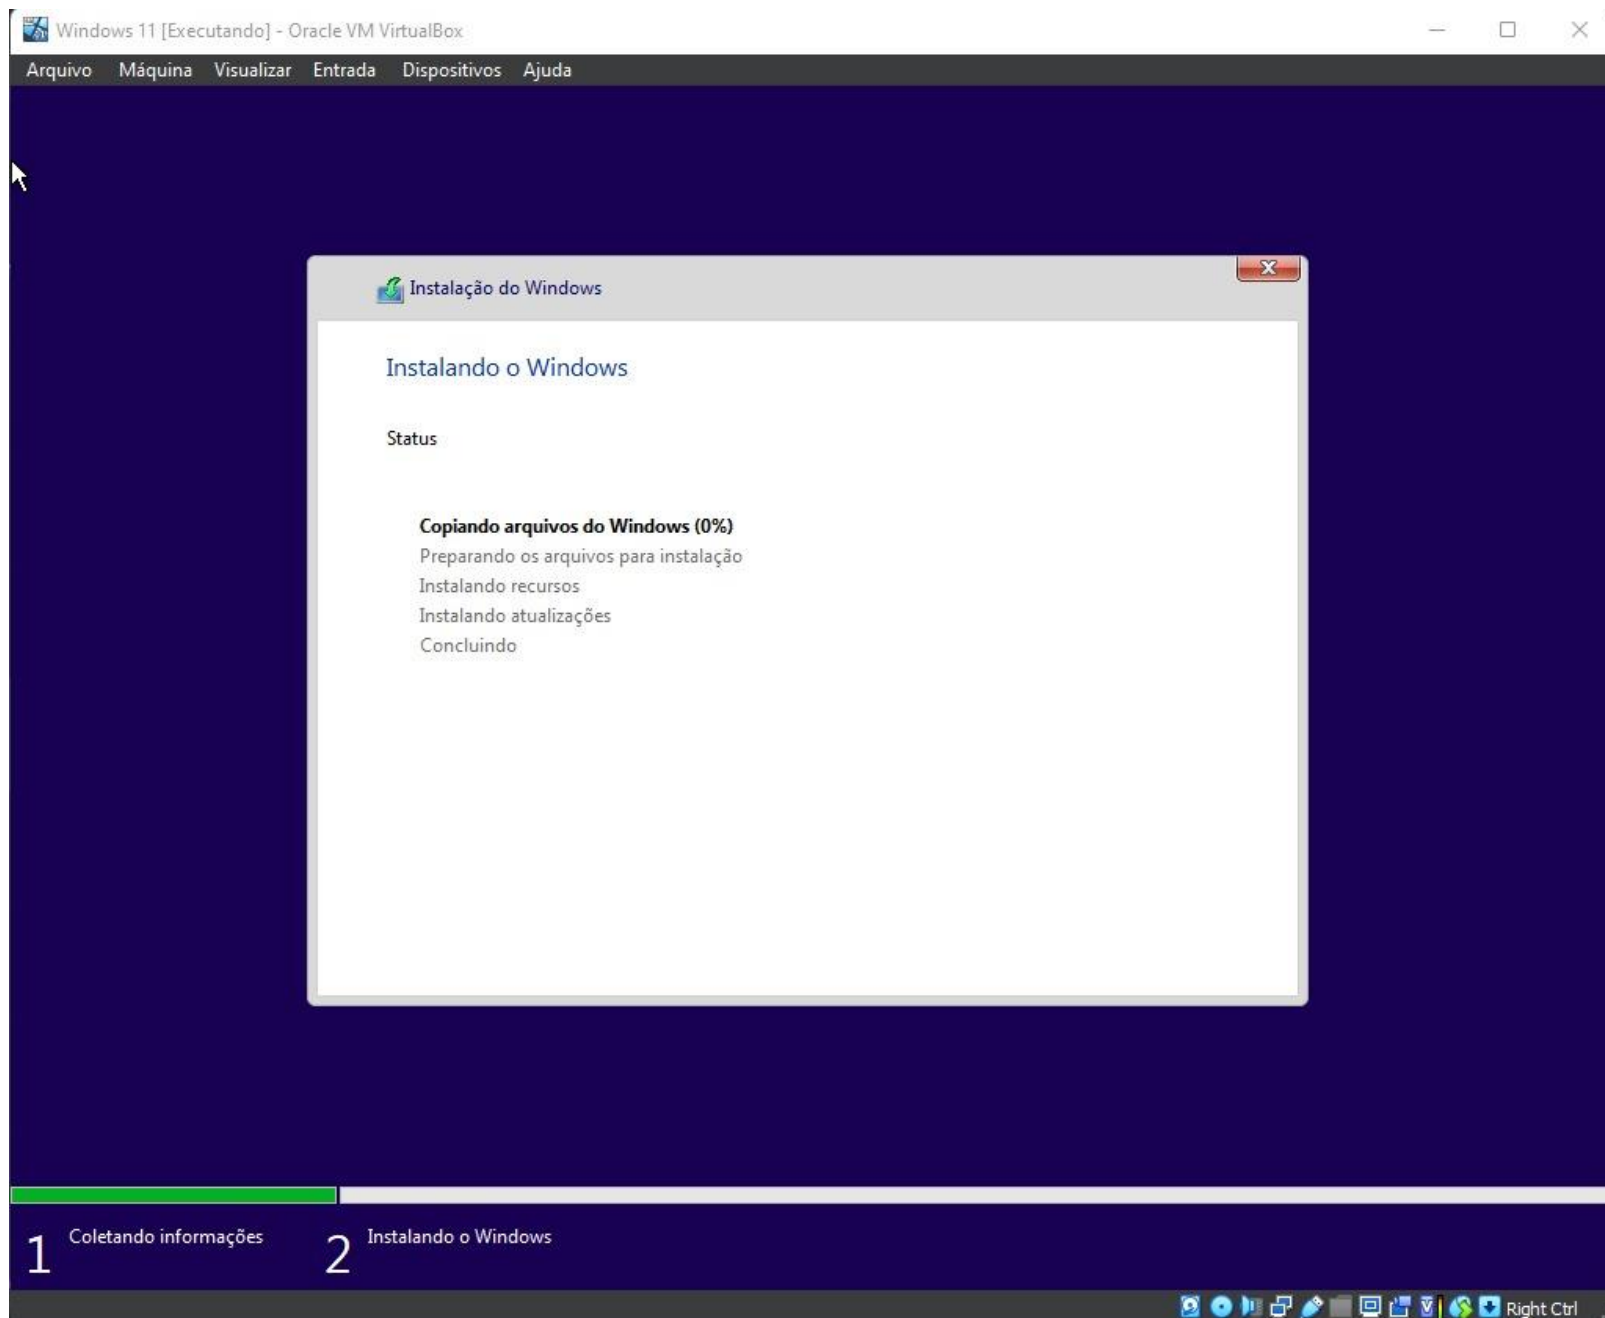 Windows 11 [Executando] - Oracle VM VirtualBox
Arquivo Máquina Visualizar Entrada Dispositivos Ajuda
Instalação do Windows
Instalando o Windows
Status
Copiando arquivos do Windows (0%)
Preparando os arquivos para instalação
Instalando recursos
Instalando atualizações
Concluindo
1 Coletando informações 2 Instalando o Windows
Right Ctrl